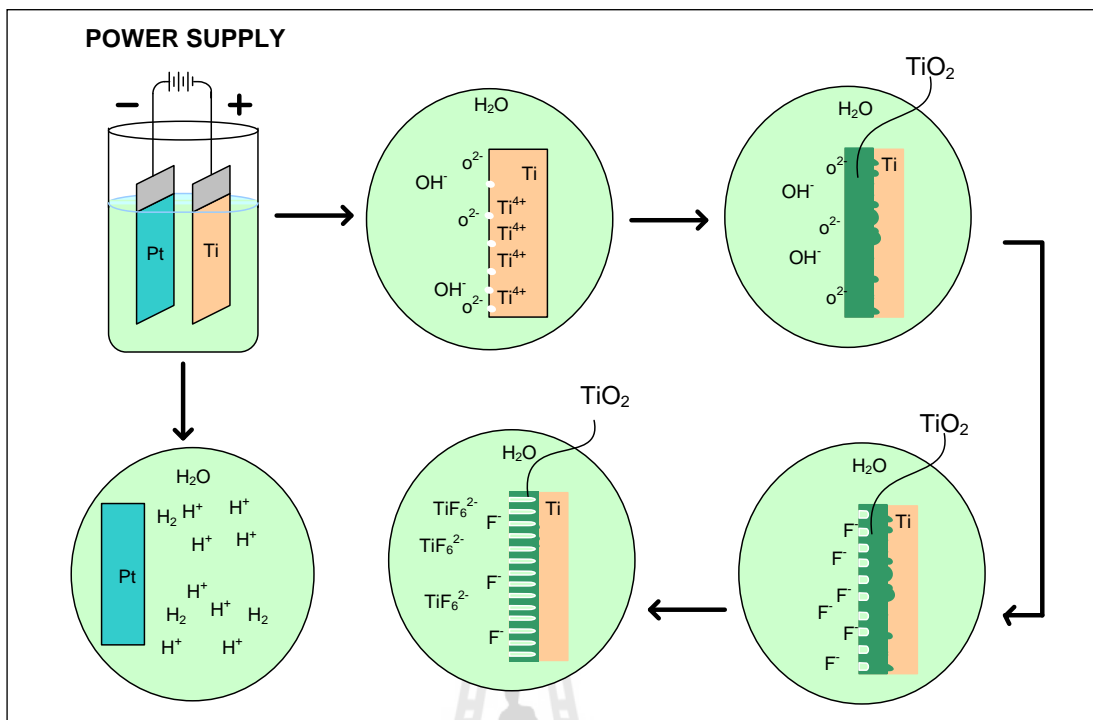 POWER SUPPLY
− +
Pt Ti
H₂O
Ti
o²⁻
OH⁻
o²⁻
OH⁻
o²⁻
Ti⁴⁺
Ti⁴⁺
Ti⁴⁺
Ti⁴⁺
TiO₂
H₂O
Ti
o²⁻
OH⁻
o²⁻
OH⁻
o²⁻
H₂O
Pt
H₂ H⁺ H⁺
H⁺ H⁺
H⁺
H₂ H⁺ H₂
H⁺ H⁺
TiO₂
H₂O
Ti
TiF₆²⁻
F⁻
TiF₆²⁻
F⁻
TiF₆²⁻
F⁻
TiO₂
H₂O
Ti
F⁻
F⁻
F⁻
F⁻
F⁻
F⁻